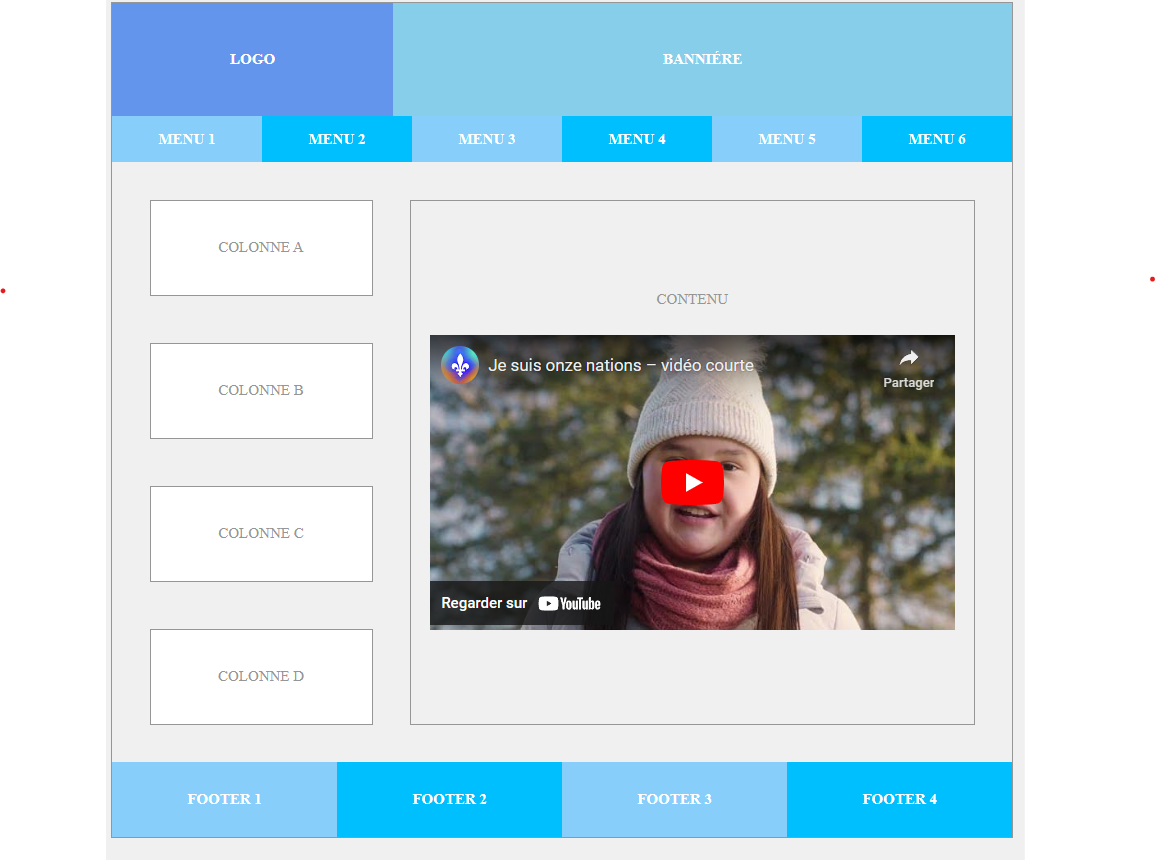 LOGO
BANNIÉRE
MENU 1
MENU 2
MENU 3
MENU 4
MENU 5
MENU 6
COLONNE A
COLONNE B
COLONNE C
COLONNE D
CONTENU
Je suis onze nations – vidéo courte
Partager
Regarder sur YouTube
FOOTER 1
FOOTER 2
FOOTER 3
FOOTER 4